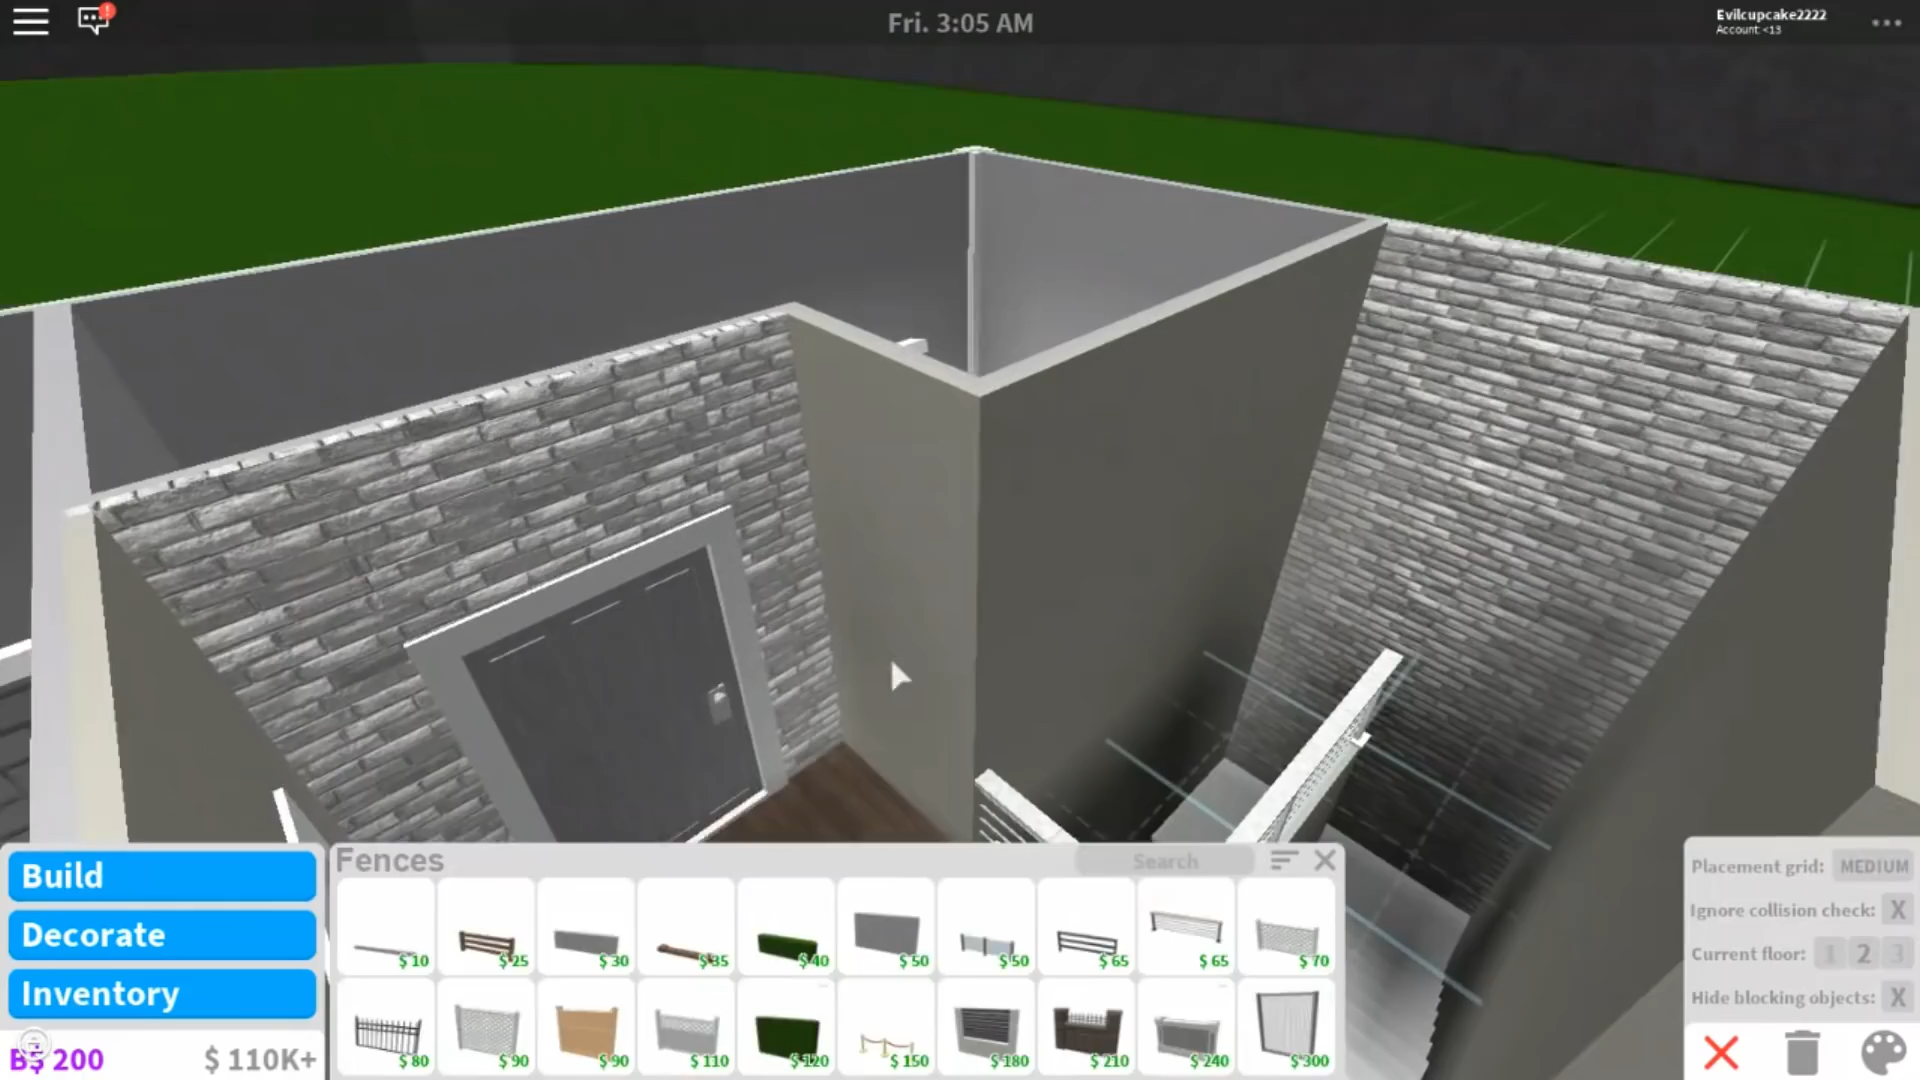 Fri. 3:05 AM
Evilcupcake2222
Account: <13
Build
Decorate
Inventory
B$ 200
$ 110K+
Fences
Search
$ 10
$ 25
$ 30
$ 35
$ 40
$ 50
$ 50
$ 65
$ 65
$ 70
$ 80
$ 90
$ 90
$ 110
$ 120
$ 150
$ 180
$ 210
$ 240
$ 300
Placement grid: MEDIUM
Ignore collision check: X
Current floor: 1 2 3
Hide blocking objects: X